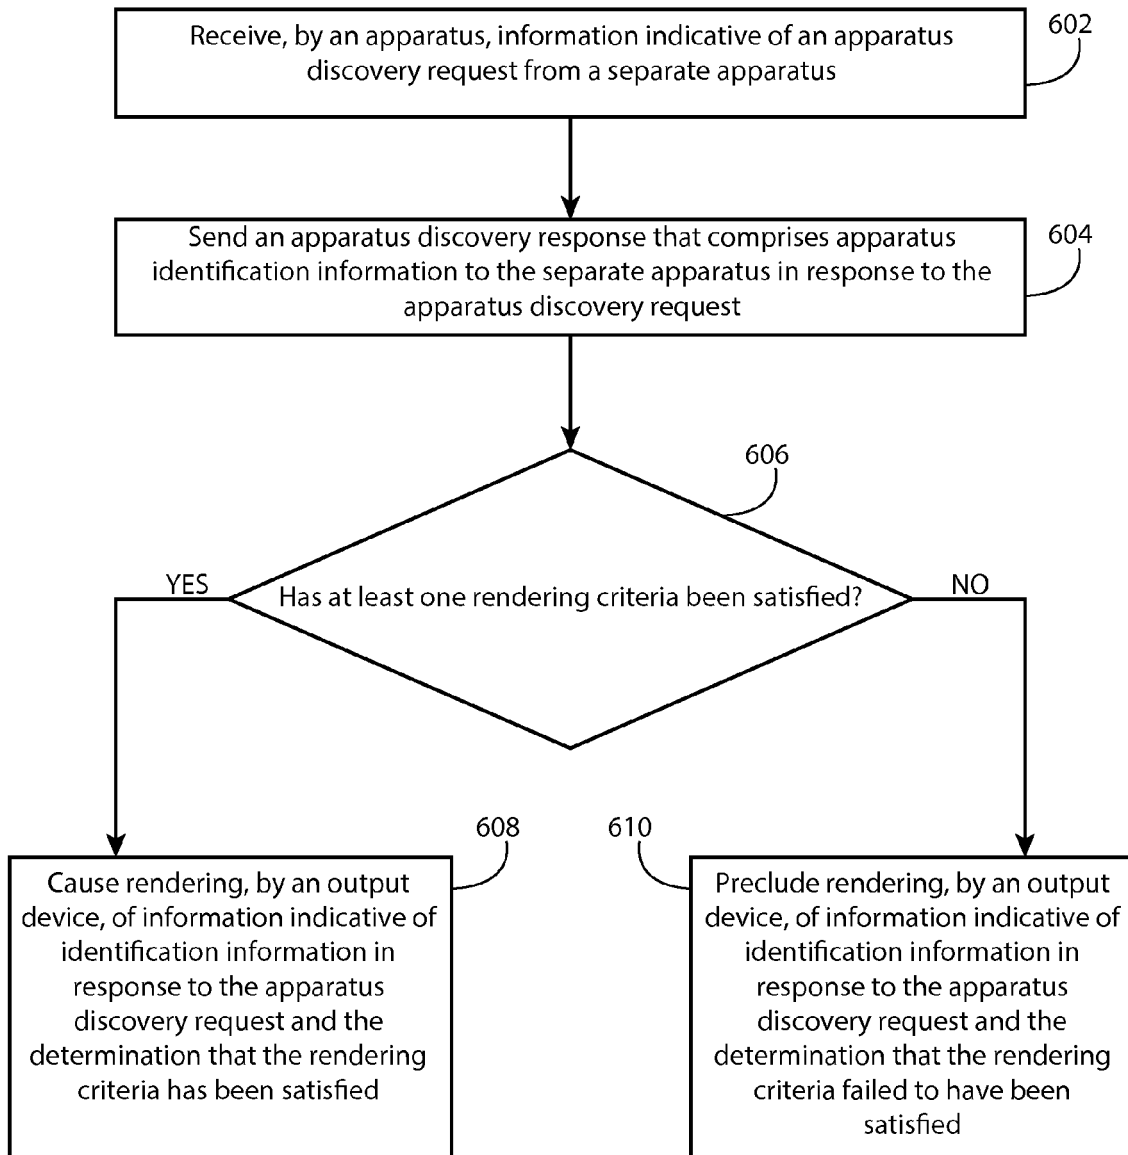 Receive, by an apparatus, information indicative of an apparatus
discovery request from a separate apparatus
602
Send an apparatus discovery response that comprises apparatus
identification information to the separate apparatus in response to the
apparatus discovery request
604
606
Has at least one rendering criteria been satisfied?
YES
NO
608
Cause rendering, by an output
device, of information indicative of
identification information in
response to the apparatus
discovery request and the
determination that the rendering
criteria has been satisfied
610
Preclude rendering, by an output
device, of information indicative of
identification information in
response to the apparatus
discovery request and the
determination that the rendering
criteria failed to have been
satisfied